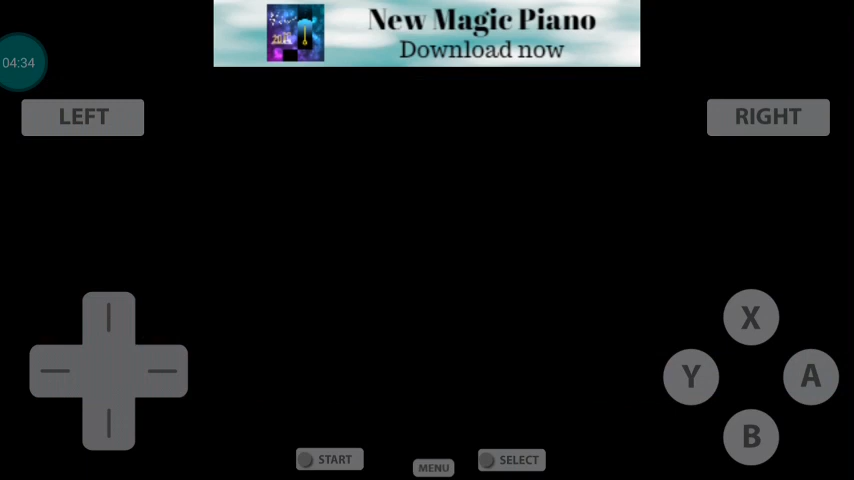 New Magic Piano
Download now
04:34
LEFT
RIGHT
X
Y
A
B
START
SELECT
MENU